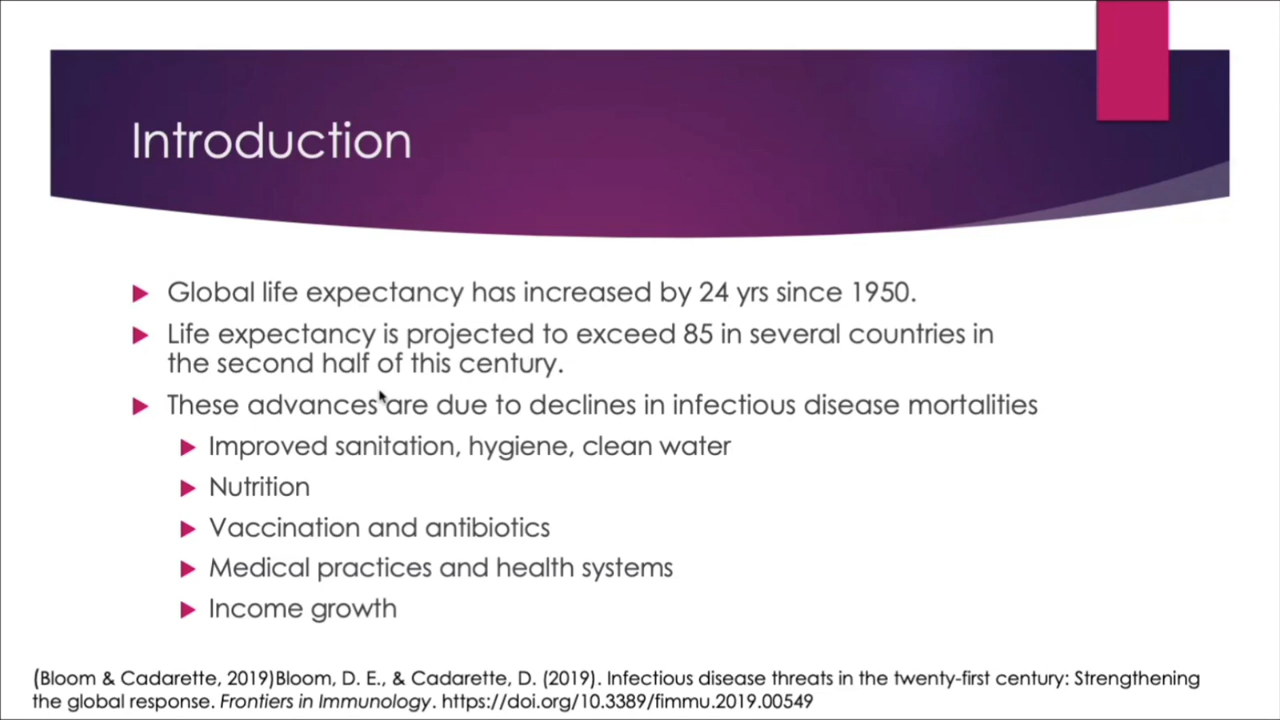 Introduction
Global life expectancy has increased by 24 yrs since 1950.
Life expectancy is projected to exceed 85 in several countries in
the second half of this century.
These advances are due to declines in infectious disease mortalities
Improved sanitation, hygiene, clean water
Nutrition
Vaccination and antibiotics
Medical practices and health systems
Income growth
(Bloom & Cadarette, 2019)Bloom, D. E., & Cadarette, D. (2019). Infectious disease threats in the twenty-first century: Strengthening
the global response. Frontiers in Immunology. https://doi.org/10.3389/fimmu.2019.00549